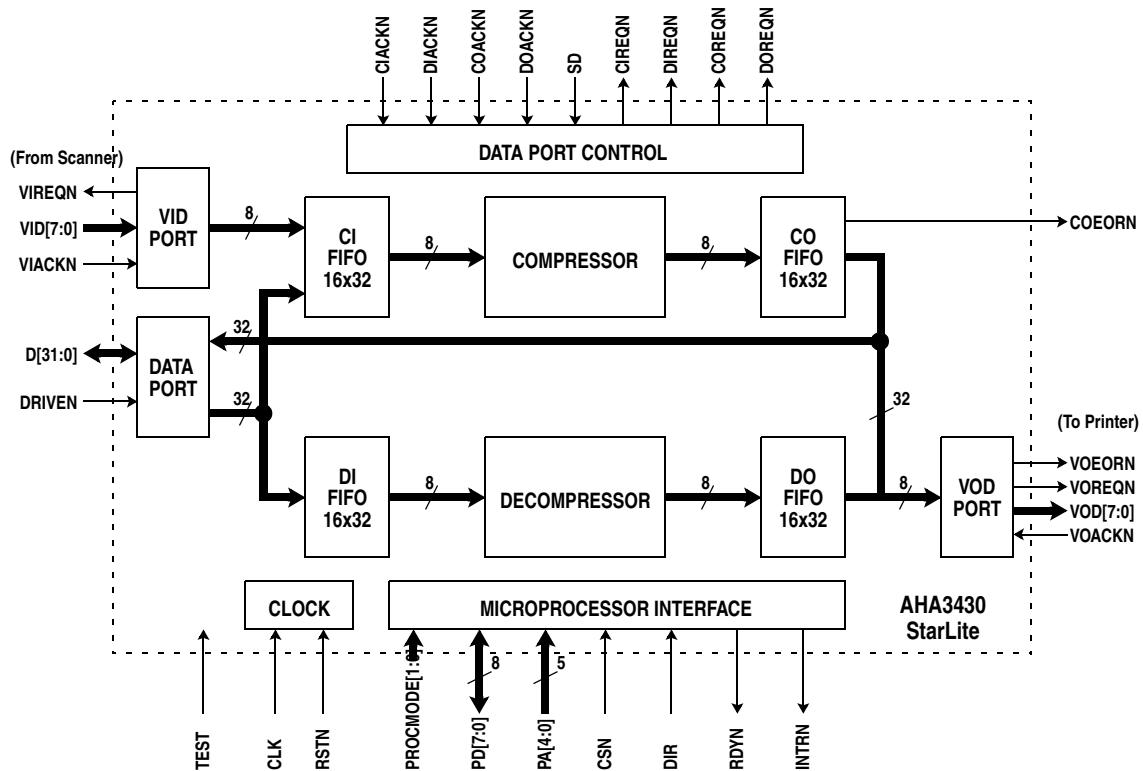 CIACKN
DIACKN
COACKN
DOACKN
SD
CIREQN
DIREQN
COREQN
DOREQN
DATA PORT CONTROL
(From Scanner)
VIREQN
VID[7:0]
VIACKN
VID
PORT
8
CI
FIFO
16x32
8
COMPRESSOR
8
CO
FIFO
16x32
COEORN
D[31:0]
DRIVEN
DATA
PORT
32
32
32
DI
FIFO
16x32
8
DECOMPRESSOR
8
DO
FIFO
16x32
8
VOD
PORT
(To Printer)
VOEORN
VOREQN
VOD[7:0]
VOACKN
CLOCK
MICROPROCESSOR INTERFACE
AHA3430
StarLite
8
5
TEST
CLK
RSTN
PROCMODE[1:0]
PD[7:0]
PA[4:0]
CSN
DIR
RDYN
INTRN